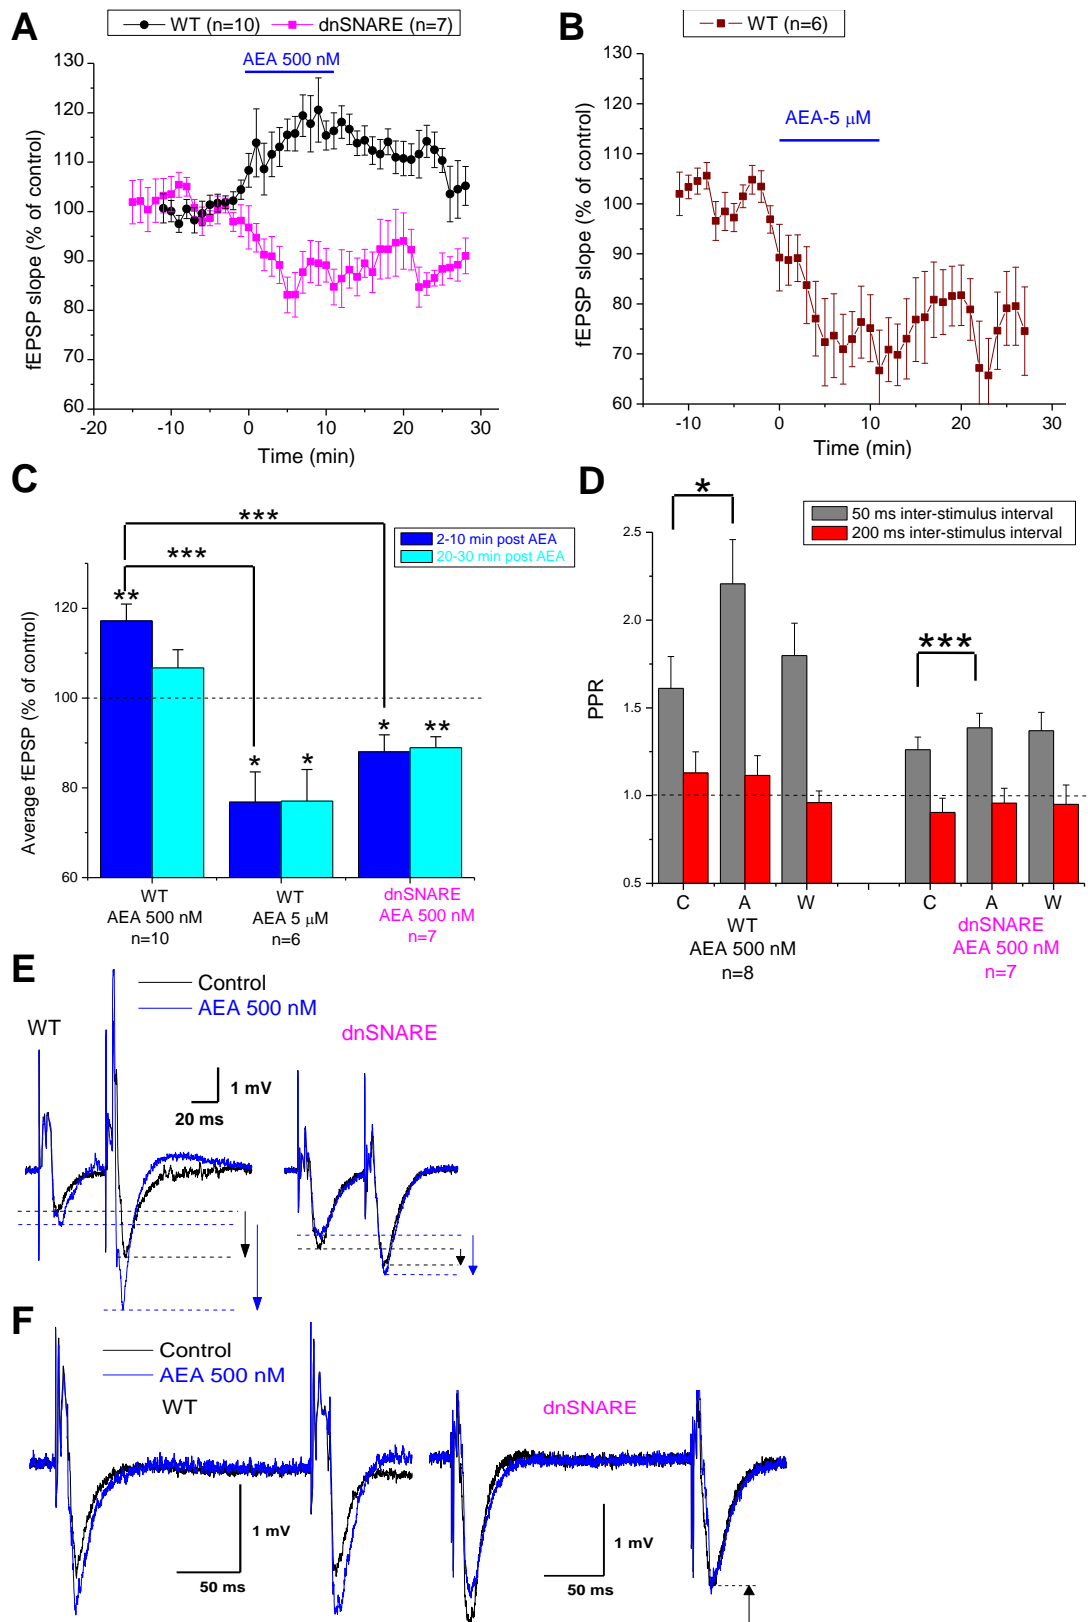 A
WT (n=10) dnSNARE (n=7)
AEA 500 nM
130
120
110
100
90
80
70
60
fEPSP slope (% of control)
-20 -10 0 10 20 30
Time (min)
B
WT (n=6)
AEA-5 μM
130
120
110
100
90
80
70
60
fEPSP slope (% of control)
-10 0 10 20 30
Time (min)
C
***
***
2-10 min post AEA
20-30 min post AEA
**
*
*
*
**
120
100
80
60
Average fEPSP (% of control)
WT
AEA 500 nM
n=10
WT
AEA 5 μM
n=6
dnSNARE
AEA 500 nM
n=7
D
*
50 ms inter-stimulus interval
200 ms inter-stimulus interval
***
2.5
2.0
1.5
1.0
0.5
PPR
C A W C A W
WT
AEA 500 nM
n=8
dnSNARE
AEA 500 nM
n=7
E
Control
AEA 500 nM
WT
dnSNARE
1 mV
20 ms
F
Control
AEA 500 nM
WT
dnSNARE
1 mV
50 ms
1 mV
50 ms